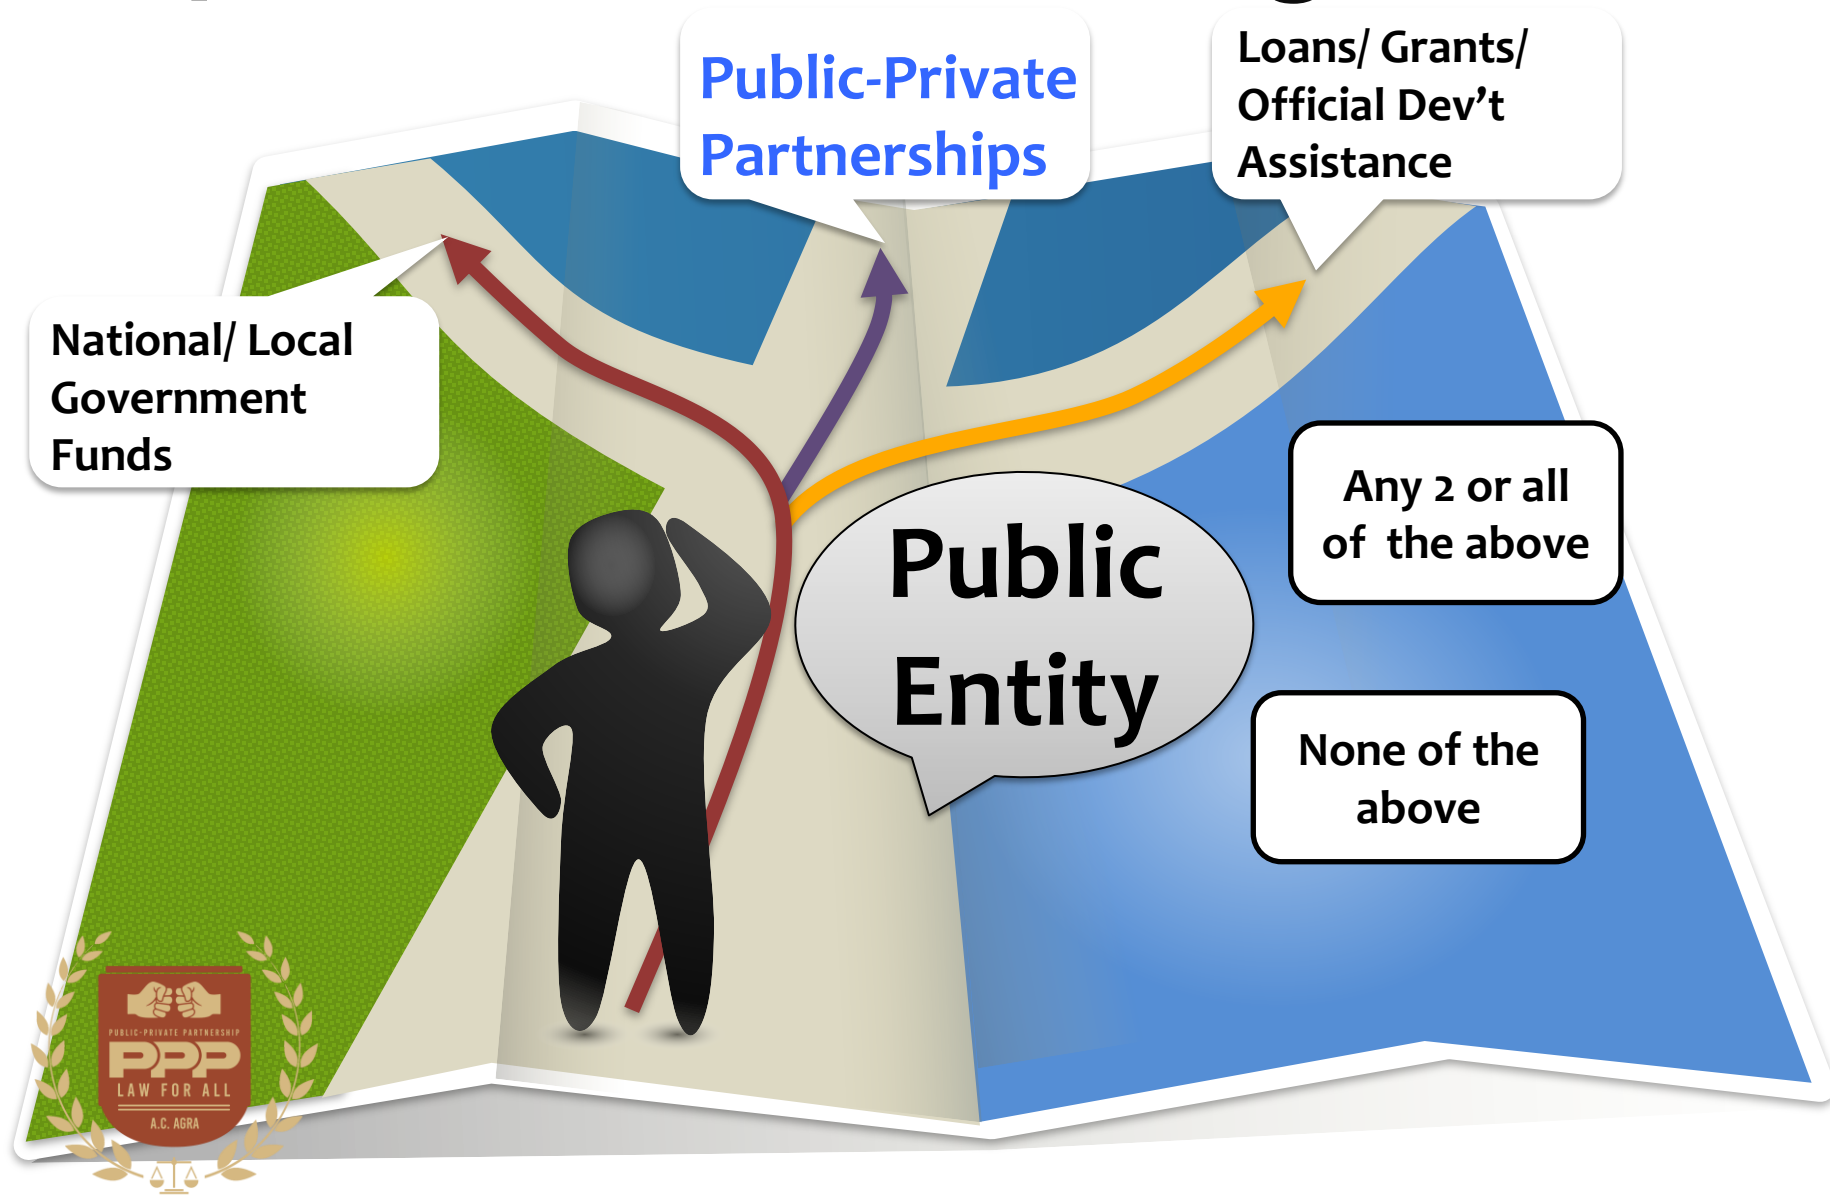 Public-Private
Partnerships
Loans/ Grants/
Official Dev't
Assistance
National/ Local
Government
Funds
Any 2 or all
of the above
Public
Entity
None of the
above
PUBLIC-PRIVATE PARTNERSHIP
PPP
LAW FOR ALL
A.C. AGRA